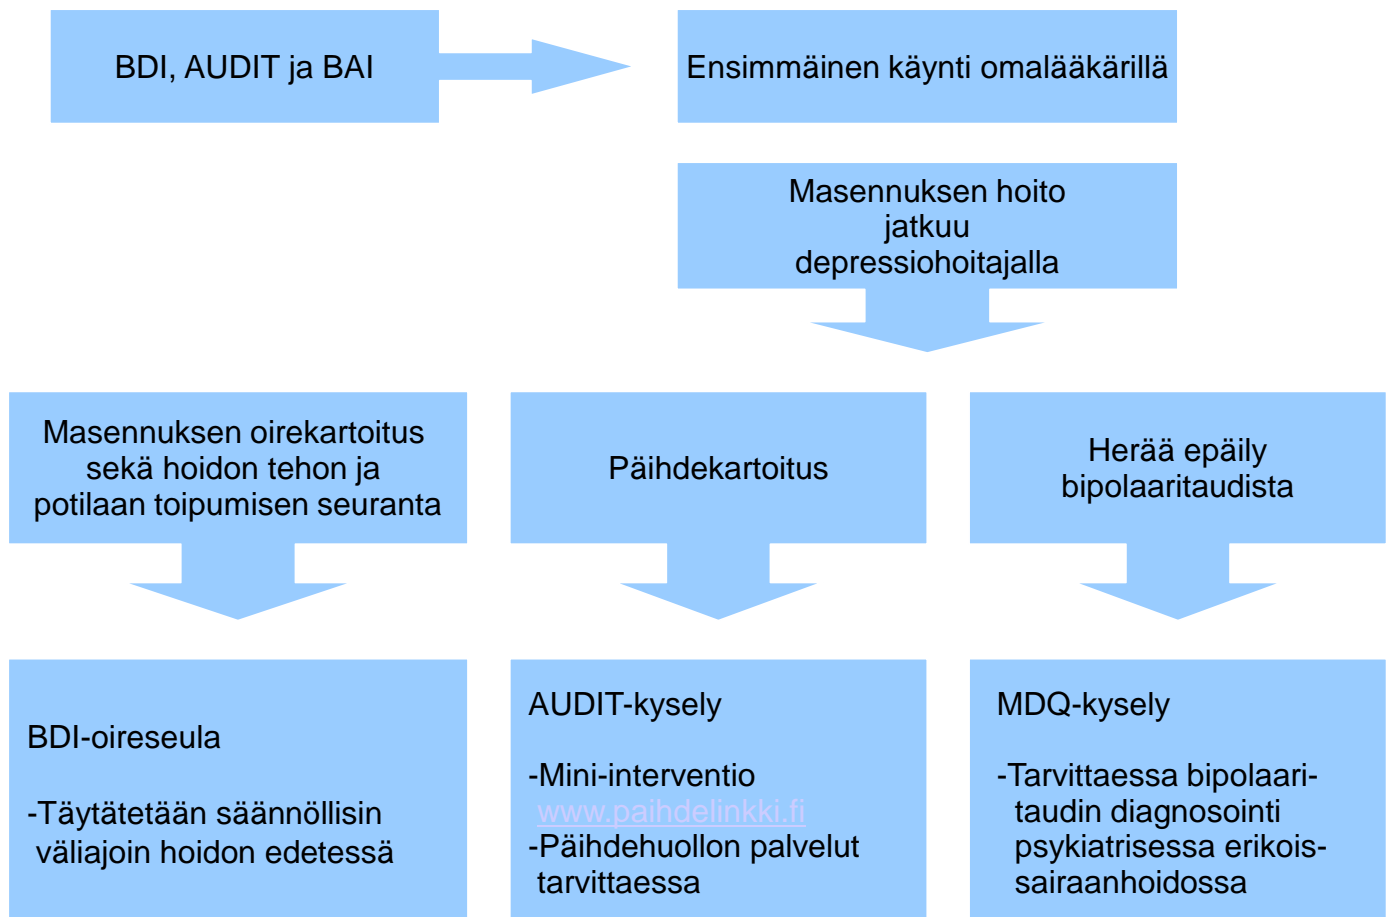 BDI, AUDIT ja BAI
Ensimmäinen käynti omalääkärillä
Masennuksen hoito
jatkuu
depressiohoitajalla
Masennuksen oirekartoitus
sekä hoidon tehon ja
potilaan toipumisen seuranta
Päihdekartoitus
Herää epäily
bipolaaritaudista
BDI-oireseula
-Täytätetään säännöllisin
väliajoin hoidon edetessä
AUDIT-kysely
-Mini-interventio
www.paihdelinkki.fi
-Päihdehuollon palvelut
tarvittaessa
MDQ-kysely
-Tarvittaessa bipolaari-
taudin diagnosointi
psykiatrisessa erikois-
sairaanhoidossa